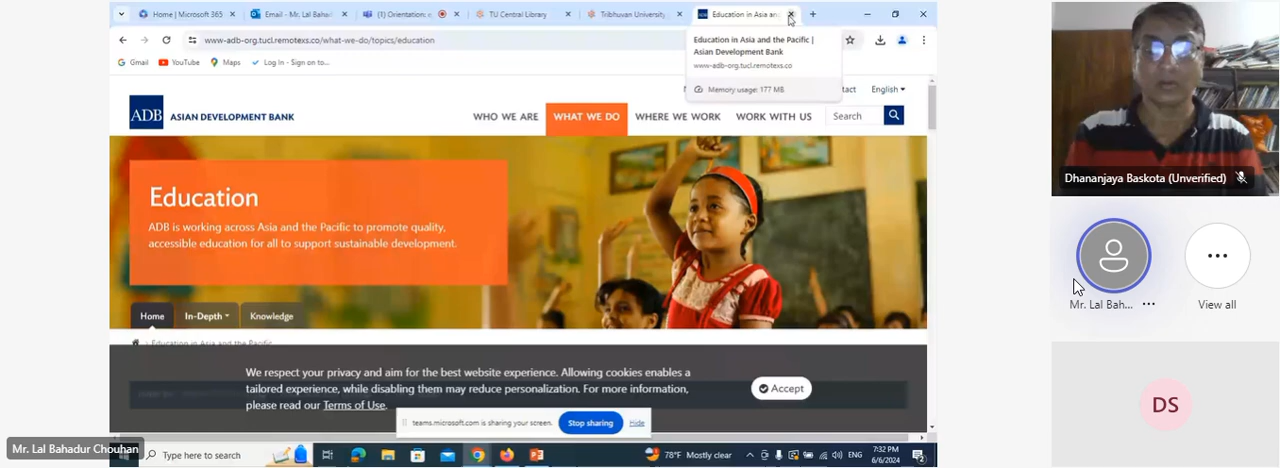 Home | Microsoft 365
Email - Mr. Lal Bahad
(1) Orientation: e
TU Central Library
Tribhuvan University
Education in Asia and
www-adb-org.tucl.remotexs.co/what-we-do/topics/education
Gmail
YouTube
Maps
Log In - Sign on to...
Education in Asia and the Pacific |
Asian Development Bank
www-adb-org.tucl.remotexs.co
Memory usage: 177 MB
English
ADB
ASIAN DEVELOPMENT BANK
WHO WE ARE
WHAT WE DO
WHERE WE WORK
WORK WITH US
Search
Education
ADB is working across Asia and the Pacific to promote quality,
accessible education for all to support sustainable development.
Home
In-Depth
Knowledge
Education in Asia and the Pacific
We respect your privacy and aim for the best website experience. Allowing cookies enables a
tailored experience, while disabling them may reduce personalization. For more information,
please read our Terms of Use.
Accept
teams.microsoft.com is sharing your screen.
Stop sharing
Hide
Type here to search
78°F Mostly clear
ENG
7:32 PM
6/6/2024
2
Mr. Lal Bahadur Chouhan
Dhananjaya Baskota (Unverified)
Mr. Lal Bah...
View all
DS